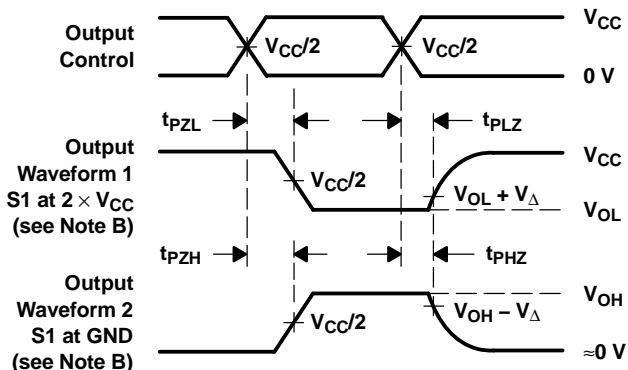 Output
Control
V_CC/2
V_CC/2
V_CC
0 V
t_PZL
t_PLZ
Output
Waveform 1
S1 at 2 × V_CC
(see Note B)
V_CC/2
V_CC
V_OL + V_Δ
V_OL
t_PZH
t_PHZ
Output
Waveform 2
S1 at GND
(see Note B)
V_CC/2
V_OH
V_OH − V_Δ
≈0 V